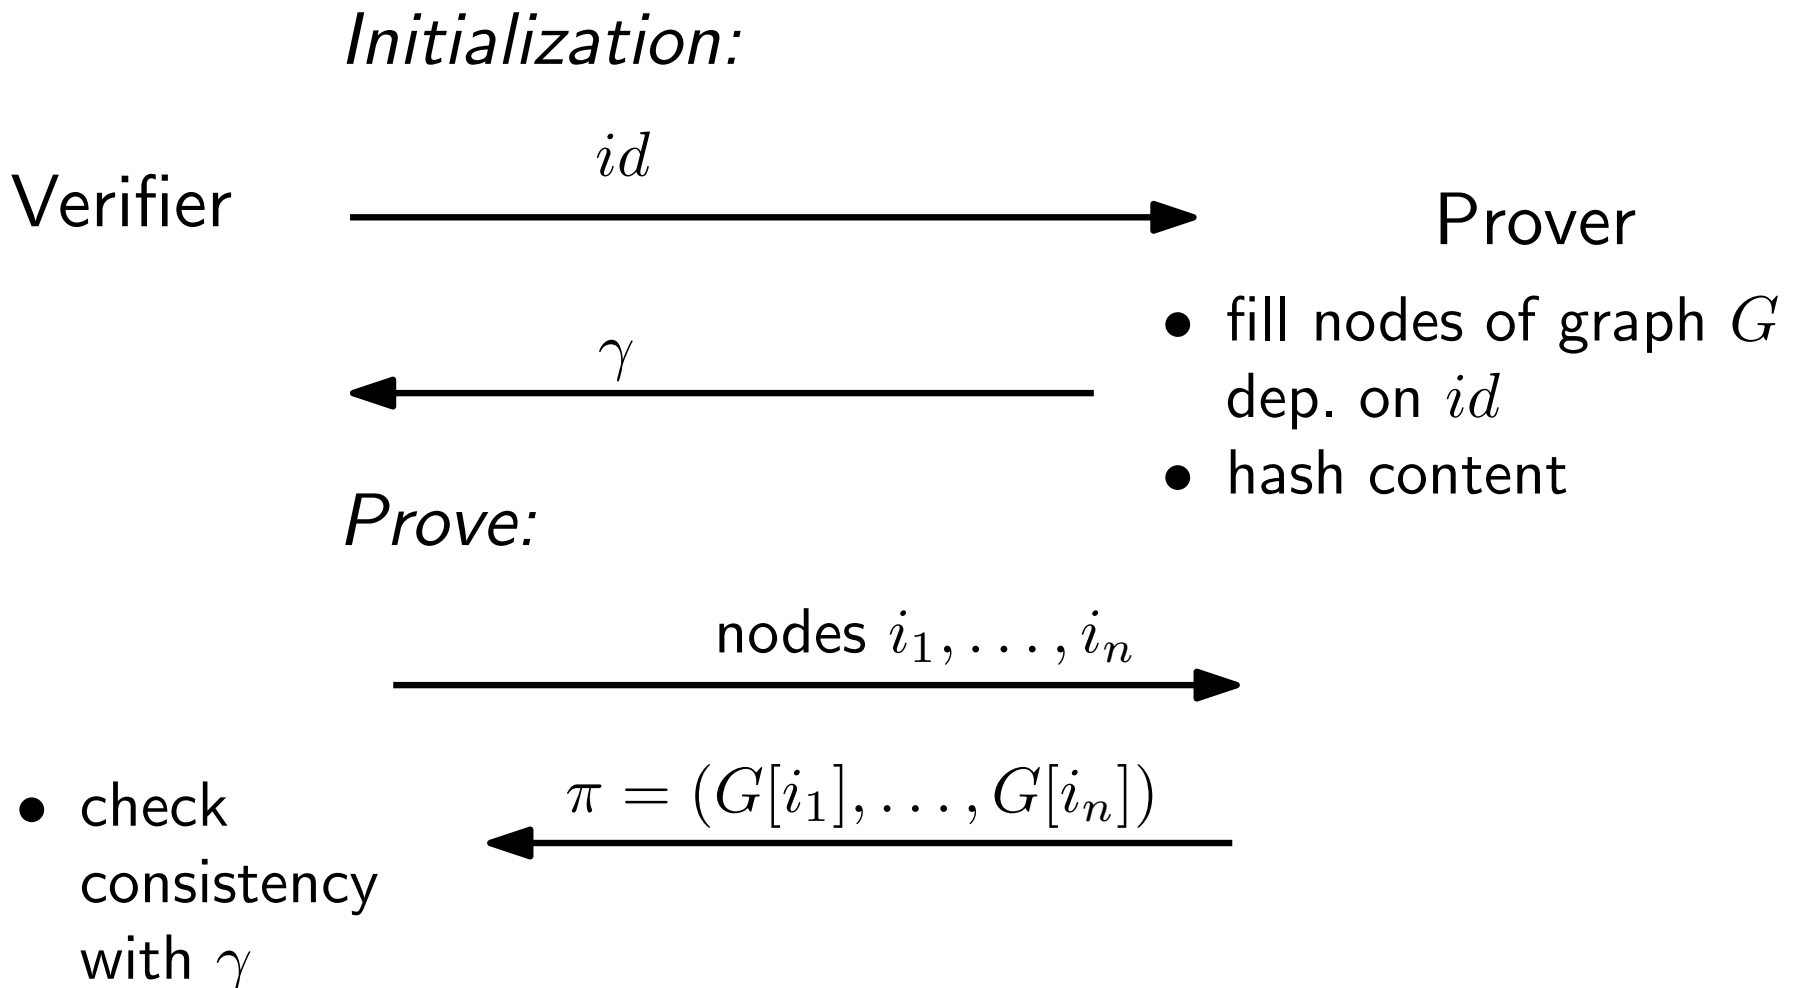 Initialization:
id
Verifier
Prover
γ
• fill nodes of graph G
dep. on id
• hash content
Prove:
nodes i₁, . . . , iₙ
π = (G[i₁], . . . , G[iₙ])
• check
consistency
with γ